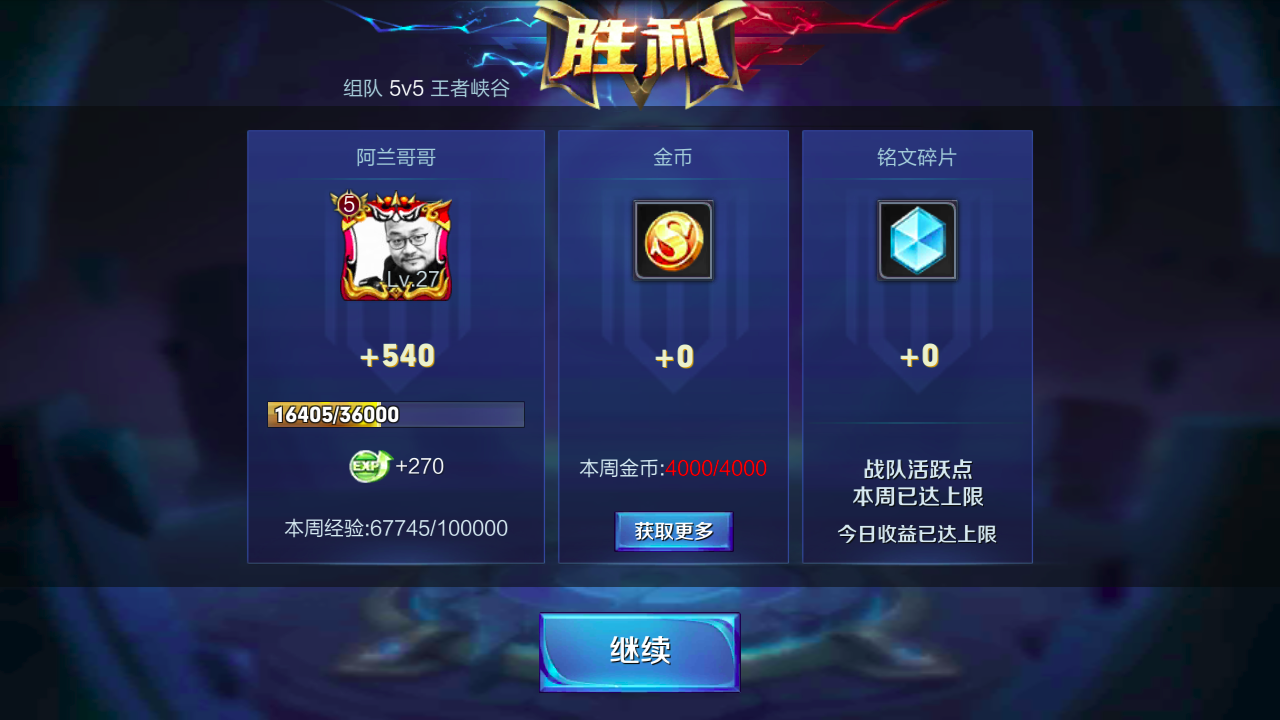 胜利
组队 5v5 王者峡谷
阿兰哥哥
5
Lv.27
+540
16405/36000
EXP +270
本周经验:67745/100000
金币
+0
本周金币:4000/4000
获取更多
铭文碎片
+0
战队活跃点
本周已达上限
今日收益已达上限
继续